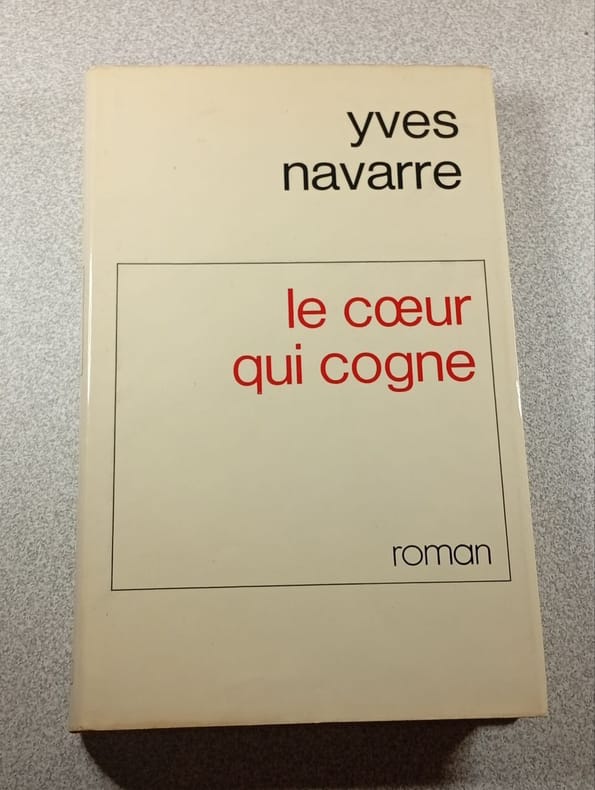 yves
navarre
le cœur
qui cogne
roman